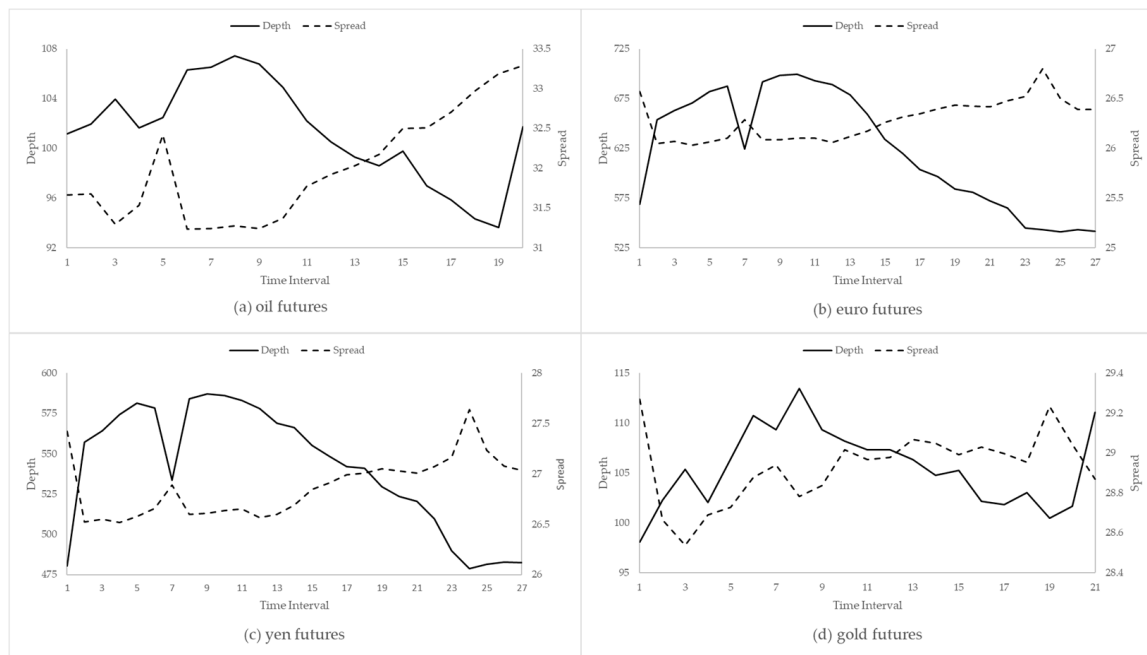 Depth Spread
108 33.5
104 33
100 32.5
96 32
92 31.5
31
Depth
Spread
1 3 5 7 9 11 13 15 17 19
Time Interval
(a) oil futures
Depth Spread
725 27
675 26.5
625 26
575 25.5
525 25
Depth
Spread
1 3 5 7 9 11 13 15 17 19 21 23 25 27
Time Interval
(b) euro futures
Depth Spread
600 28
575 27.5
550 27
525 26.5
500 26
475
Depth
Spread
1 3 5 7 9 11 13 15 17 19 21 23 25 27
Time Interval
(c) yen futures
Depth Spread
115 29.4
110 29.2
105 29
100 28.8
95 28.6
28.4
Depth
Spread
1 3 5 7 9 11 13 15 17 19 21
Time Interval
(d) gold futures